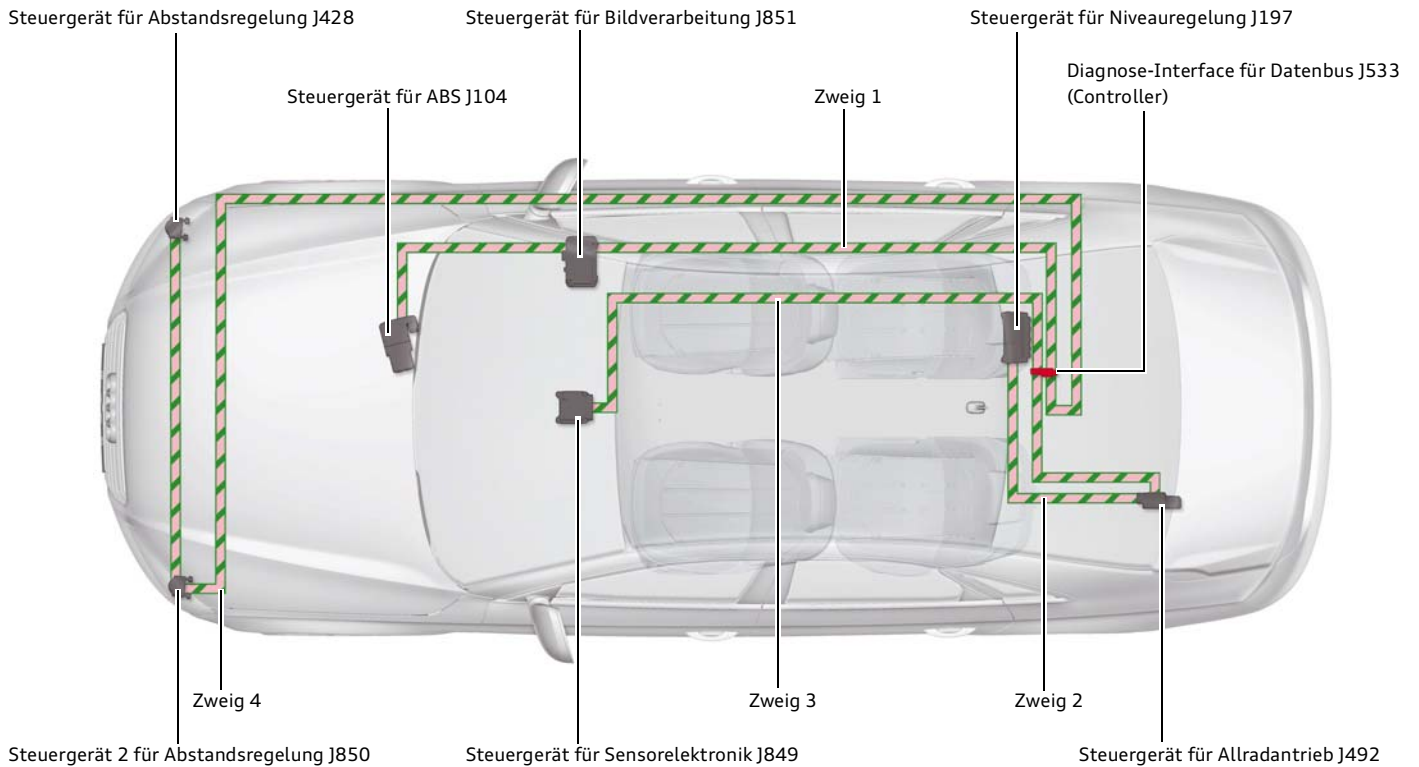 Steuergerät für Abstandsregelung J428
Steuergerät für Bildverarbeitung J851
Steuergerät für Niveauregelung J197
Diagnose-Interface für Datenbus J533
(Controller)
Steuergerät für ABS J104
Zweig 1
Zweig 4
Zweig 3
Zweig 2
Steuergerät 2 für Abstandsregelung J850
Steuergerät für Sensorelektronik J849
Steuergerät für Allradantrieb J492